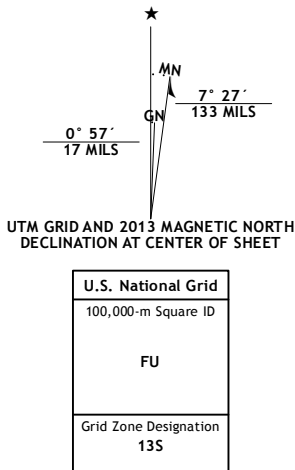 ★
MN
7° 27´
133 MILS
GN
0° 57´
17 MILS
UTM GRID AND 2013 MAGNETIC NORTH
DECLINATION AT CENTER OF SHEET
U.S. National Grid
100,000-m Square ID
FU
Grid Zone Designation
13S